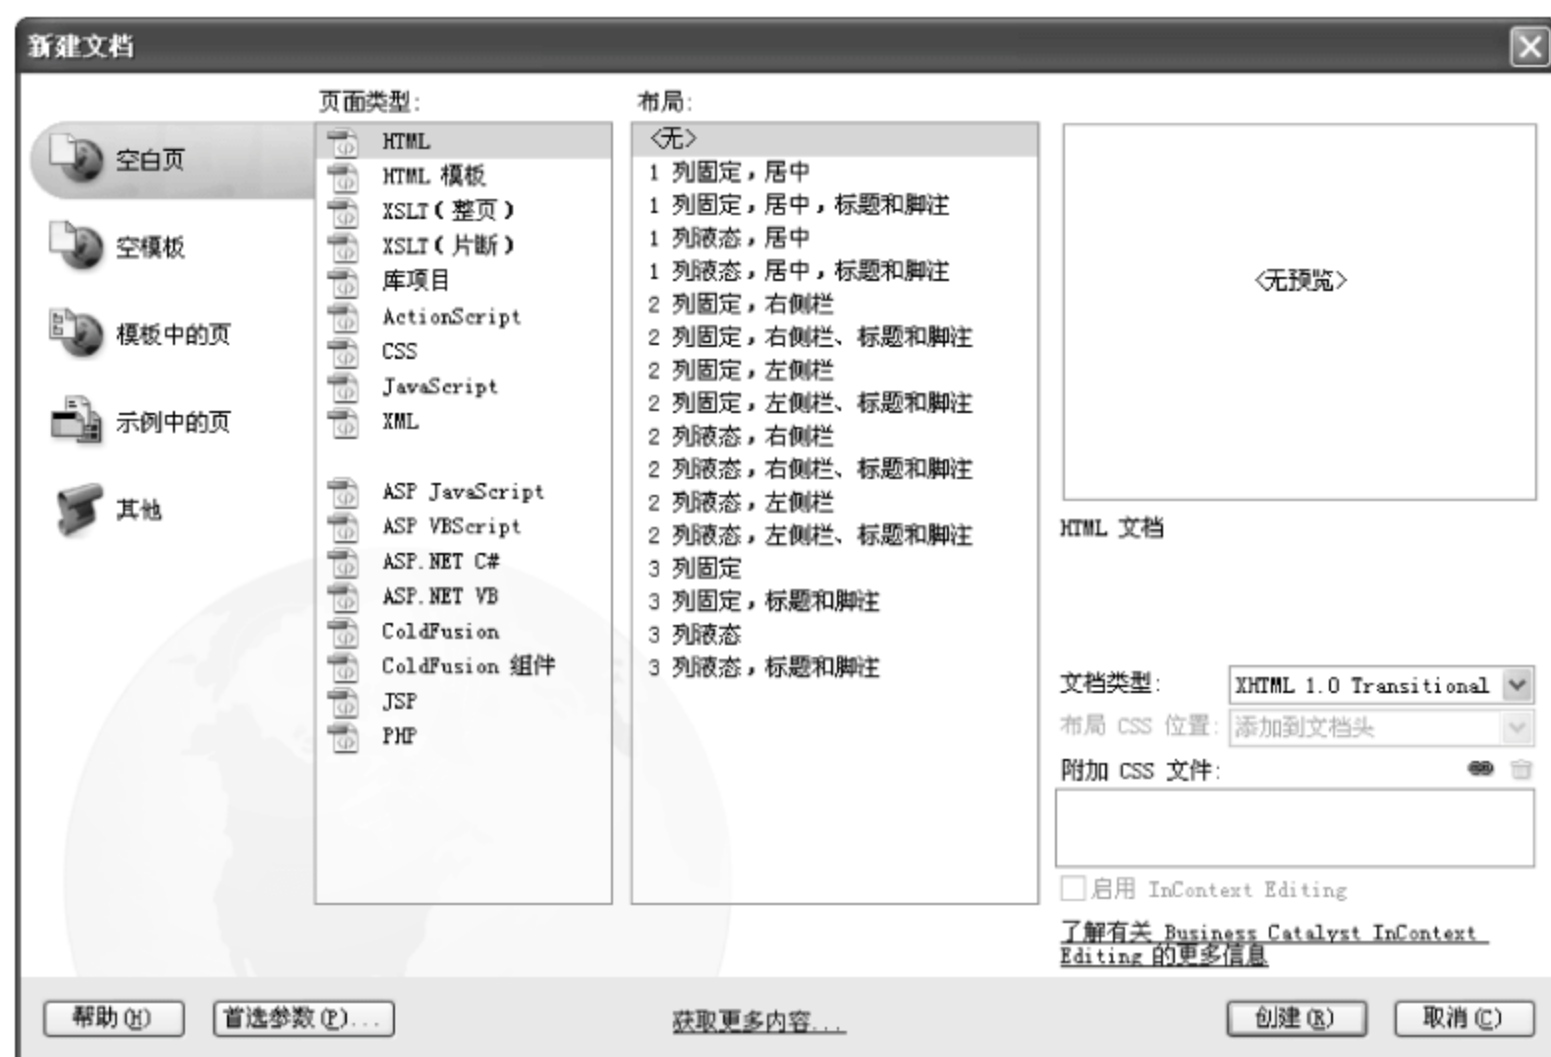 新建文档
页面类型:
布局:
空白页
空模板
模板中的页
示例中的页
其他
HTML
HTML 模板
XSLT(整页)
XSLT(片断)
库项目
ActionScript
CSS
JavaScript
XML
ASP JavaScript
ASP VBScript
ASP.NET C#
ASP.NET VB
ColdFusion
ColdFusion 组件
JSP
PHP
<无>
1 列固定,居中
1 列固定,居中,标题和脚注
1 列液态,居中
1 列液态,居中,标题和脚注
2 列固定,右侧栏
2 列固定,右侧栏、标题和脚注
2 列固定,左侧栏
2 列固定,左侧栏、标题和脚注
2 列液态,右侧栏
2 列液态,右侧栏、标题和脚注
2 列液态,左侧栏
2 列液态,左侧栏、标题和脚注
3 列固定
3 列固定,标题和脚注
3 列液态
3 列液态,标题和脚注
<无预览>
HTML 文档
文档类型: XHTML 1.0 Transitional
布局 CSS 位置: 添加到文档头
附加 CSS 文件:
启用 InContext Editing
了解有关 Business Catalyst InContext
Editing 的更多信息
帮助(H) 首选参数(P)... 获取更多内容... 创建(R) 取消(C)